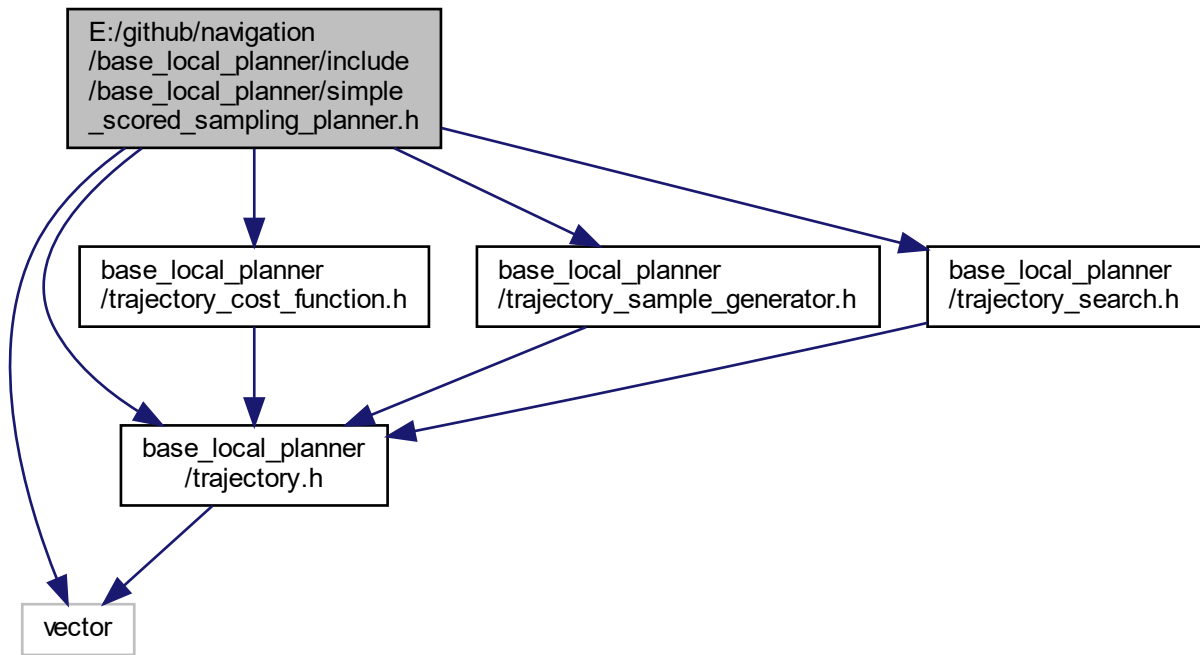 E:/github/navigation
/base_local_planner/include
/base_local_planner/simple
_scored_sampling_planner.h
base_local_planner
/trajectory_cost_function.h
base_local_planner
/trajectory_sample_generator.h
base_local_planner
/trajectory_search.h
base_local_planner
/trajectory.h
vector